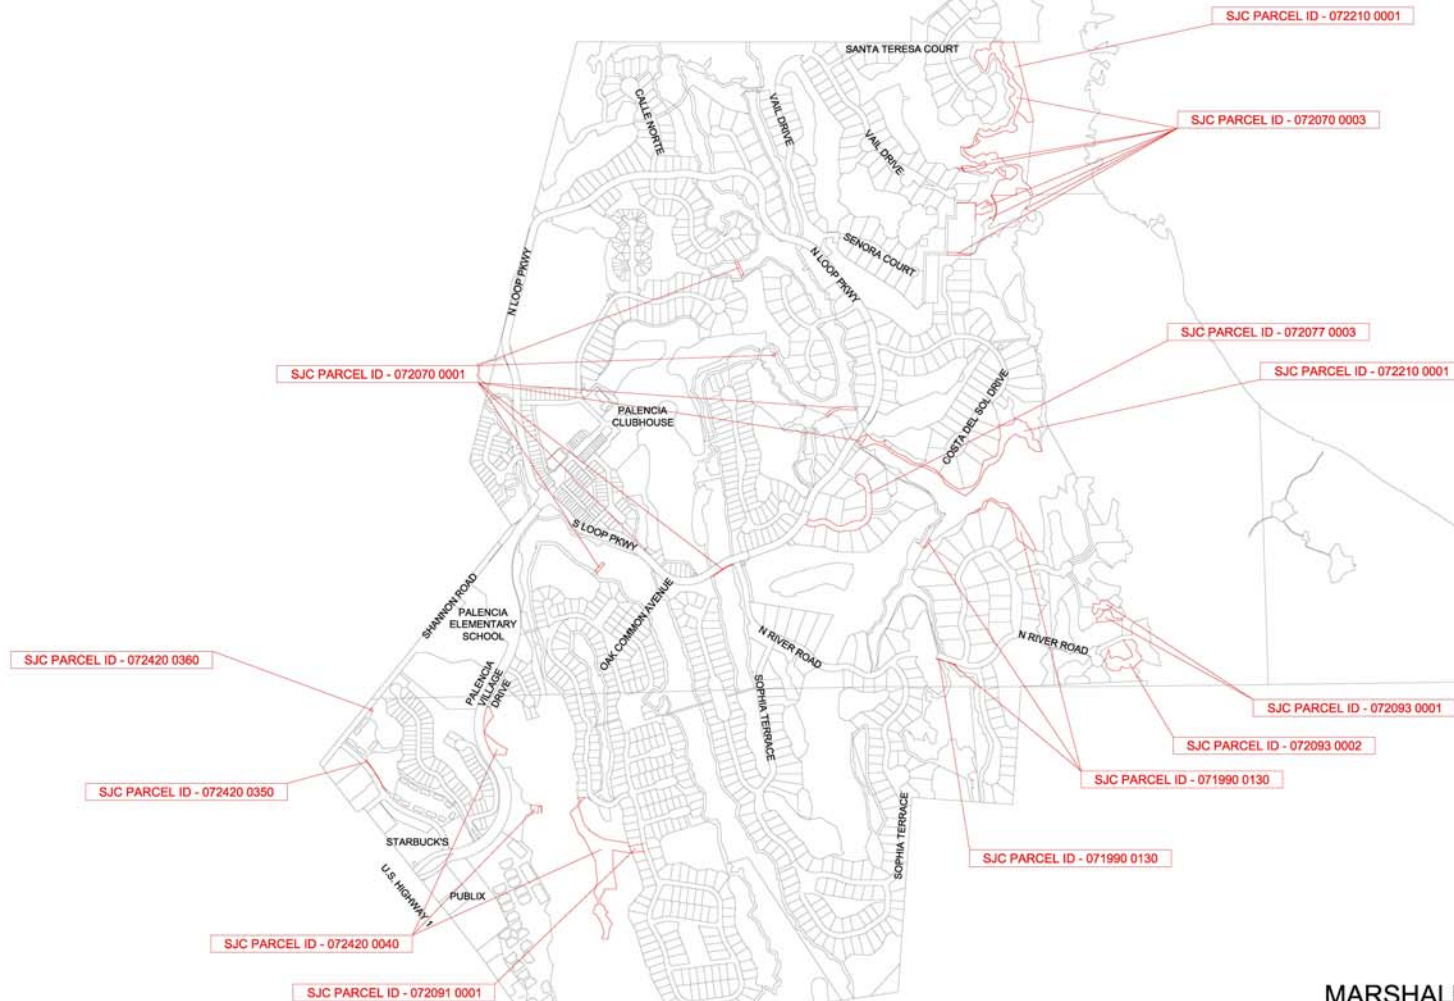 SJC PARCEL ID - 072210 0001
SANTA TERESA COURT
CALLE NORTE
VAIL DRIVE
SJC PARCEL ID - 072070 0003
VAIL DRIVE
SENORA COURT
N LOOP PKWY
N LOOP PKWY
SJC PARCEL ID - 072077 0003
SJC PARCEL ID - 072070 0001
SJC PARCEL ID - 072210 0001
COSTA DEL SOL DRIVE
PALENCIA
CLUBHOUSE
S LOOP PKWY
SHANNON ROAD
PALENCIA
ELEMENTARY
SCHOOL
OAK COMMON AVENUE
N RIVER ROAD
N RIVER ROAD
SJC PARCEL ID - 072420 0360
PALENCIA
VILLAGE
DRIVE
SOPHIA TERRACE
SJC PARCEL ID - 072093 0001
SJC PARCEL ID - 072093 0002
SJC PARCEL ID - 071990 0130
SJC PARCEL ID - 072420 0350
SOPHIA TERRACE
STARBUCK'S
SJC PARCEL ID - 071990 0130
U.S. HIGHWAY 1
PUBLIX
SJC PARCEL ID - 072420 0040
SJC PARCEL ID - 072091 0001
MARSHAL